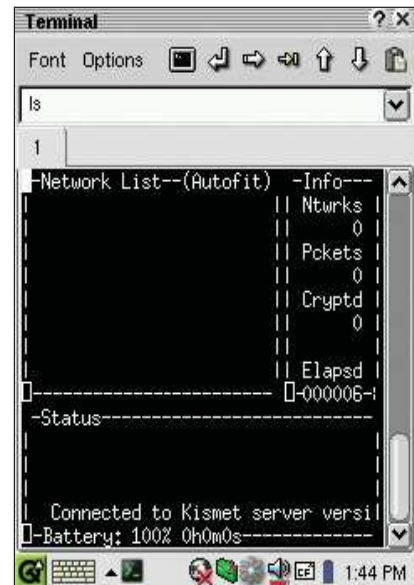 Terminal ? X
Font Options
ls
1
-Network List--(Autofit) -Info---
Ntwrks
0
Pckets
0
Cryptd
0
Elapsd
-000006-
-Status-
Connected to Kismet server versi
-Battery: 100% 0h0m0s-
CF 1:44 PM